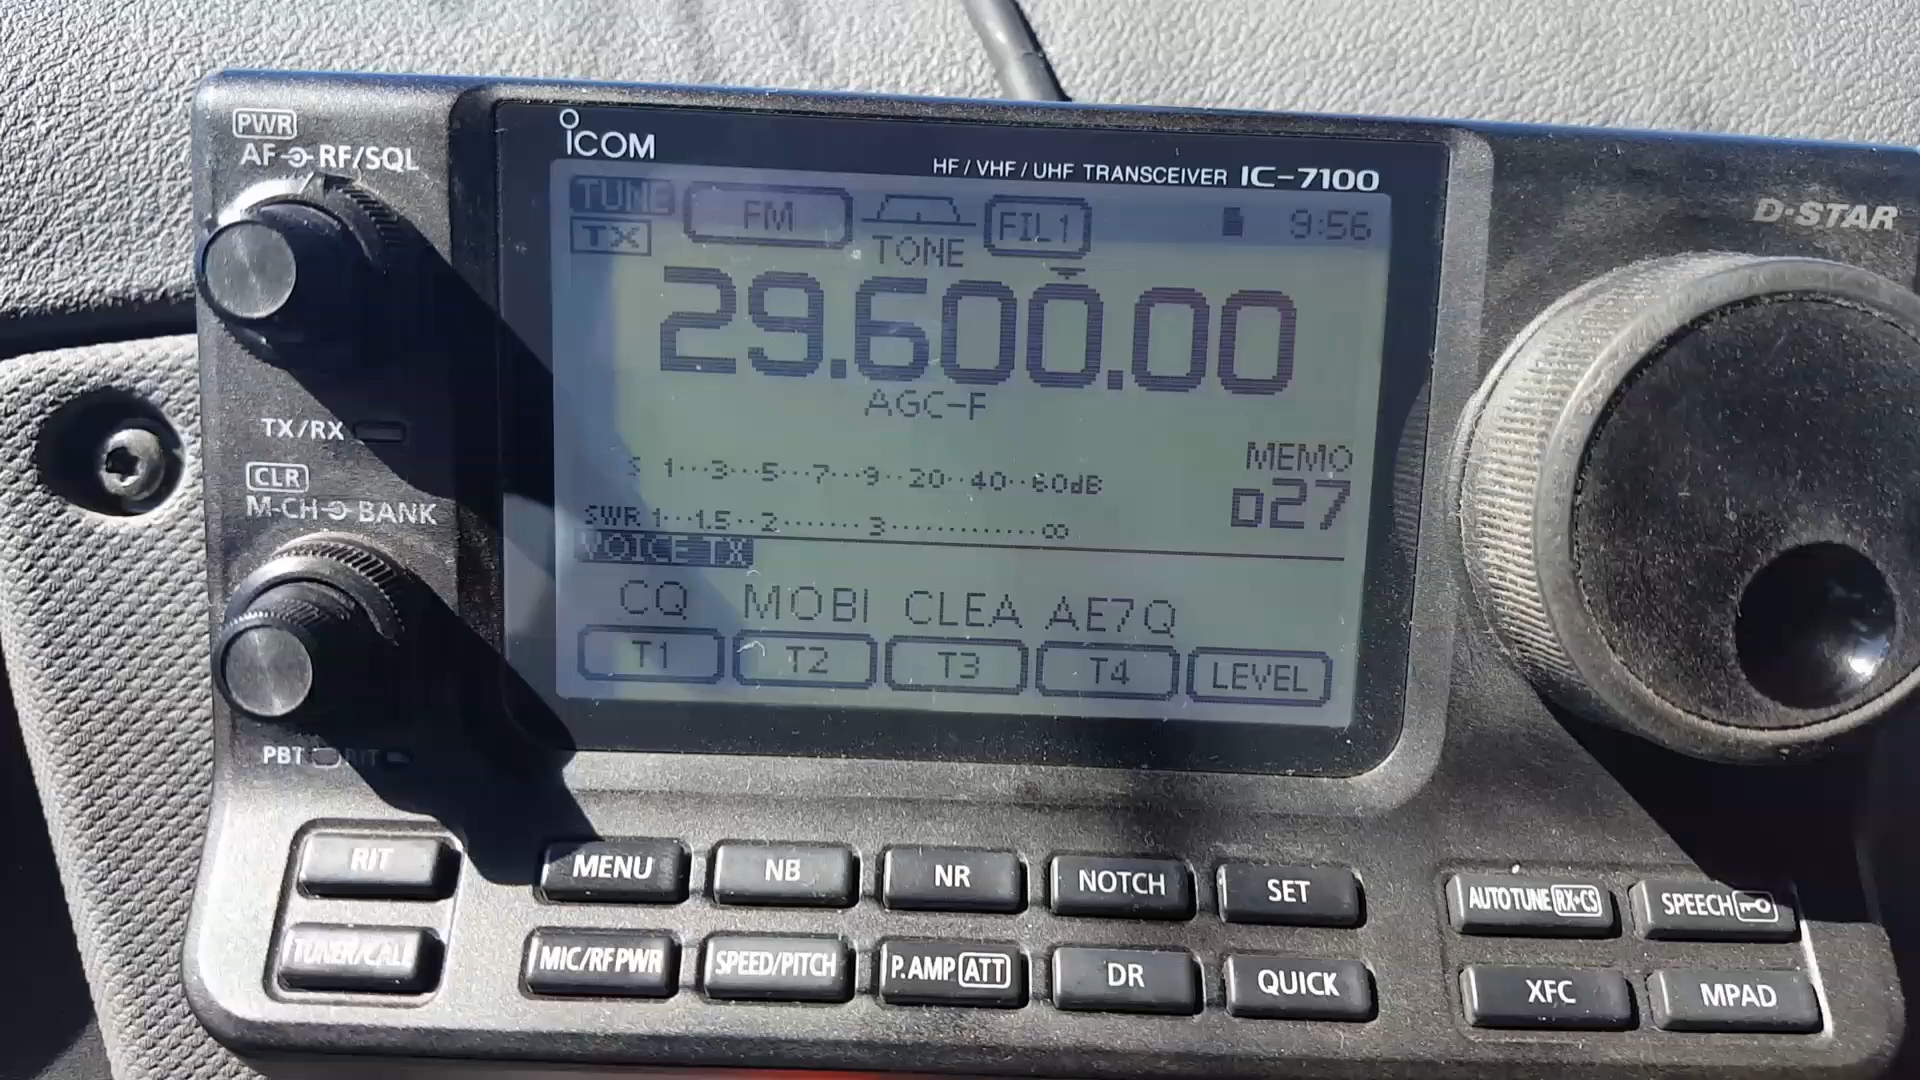 PWR
AF RF/SQL
ICOM
HF/VHF/UHF TRANSCEIVER IC-7100
D-STAR
TUNE FM FIL1 9:56
TX TONE
29.600.00
AGC-F
TX/RX
S 1···3···5···7···9··20··40··60dB
MEMO
CLR
M-CH BANK
D27
SWR 1···1.5··2·······3············∞
VOICE TX
CQ MOBI CLEA AE7Q
T1 T2 T3 T4 LEVEL
PBT RIT
RIT MENU NB NR NOTCH SET AUTOTUNE RX▸CS SPEECH
TUNER/CALL MIC/RF PWR SPEED/PITCH P.AMP ATT DR QUICK XFC MPAD